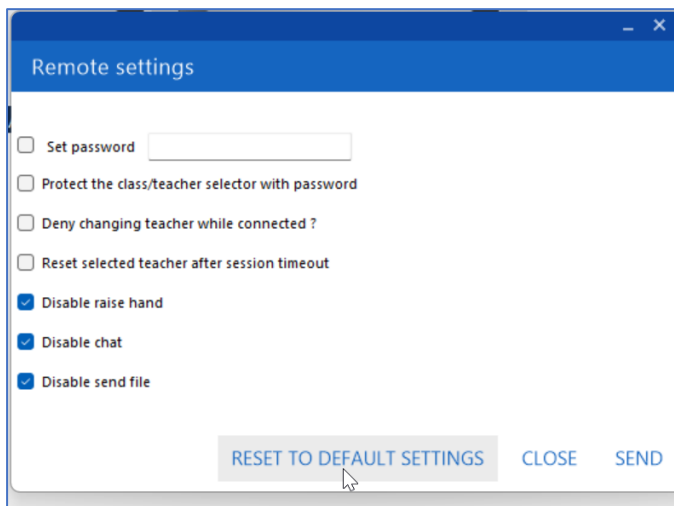 Remote settings
Set password
Protect the class/teacher selector with password
Deny changing teacher while connected ?
Reset selected teacher after session timeout
Disable raise hand
Disable chat
Disable send file
RESET TO DEFAULT SETTINGS CLOSE SEND